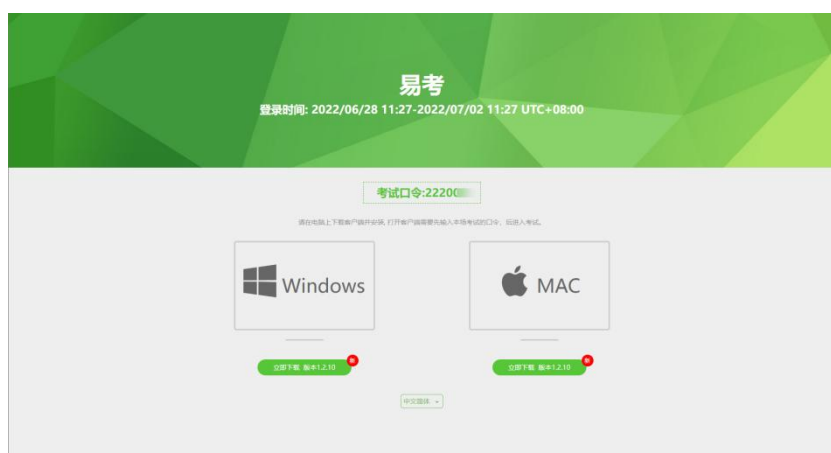 易考
登录时间: 2022/06/28 11:27-2022/07/02 11:27 UTC+08:00
考试口令:22200
请在电脑上下载客户端并安装, 打开客户端需要先输入本场考试的口令、后进入考试。
Windows
MAC
立即下载 版本1.2.10
新
立即下载 版本1.2.10
新
中文简体